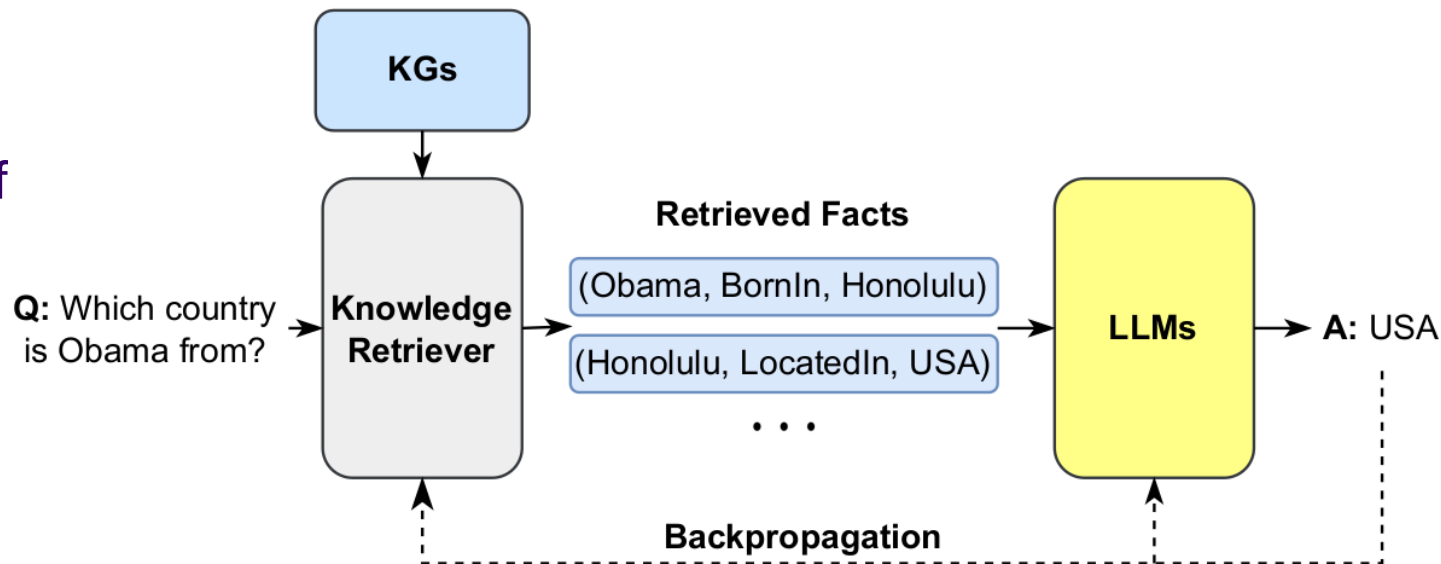 KGs
f
Retrieved Facts
Q: Which country
is Obama from?
Knowledge
Retriever
(Obama, BornIn, Honolulu)
(Honolulu, LocatedIn, USA)
• • •
LLMs
A: USA
Backpropagation